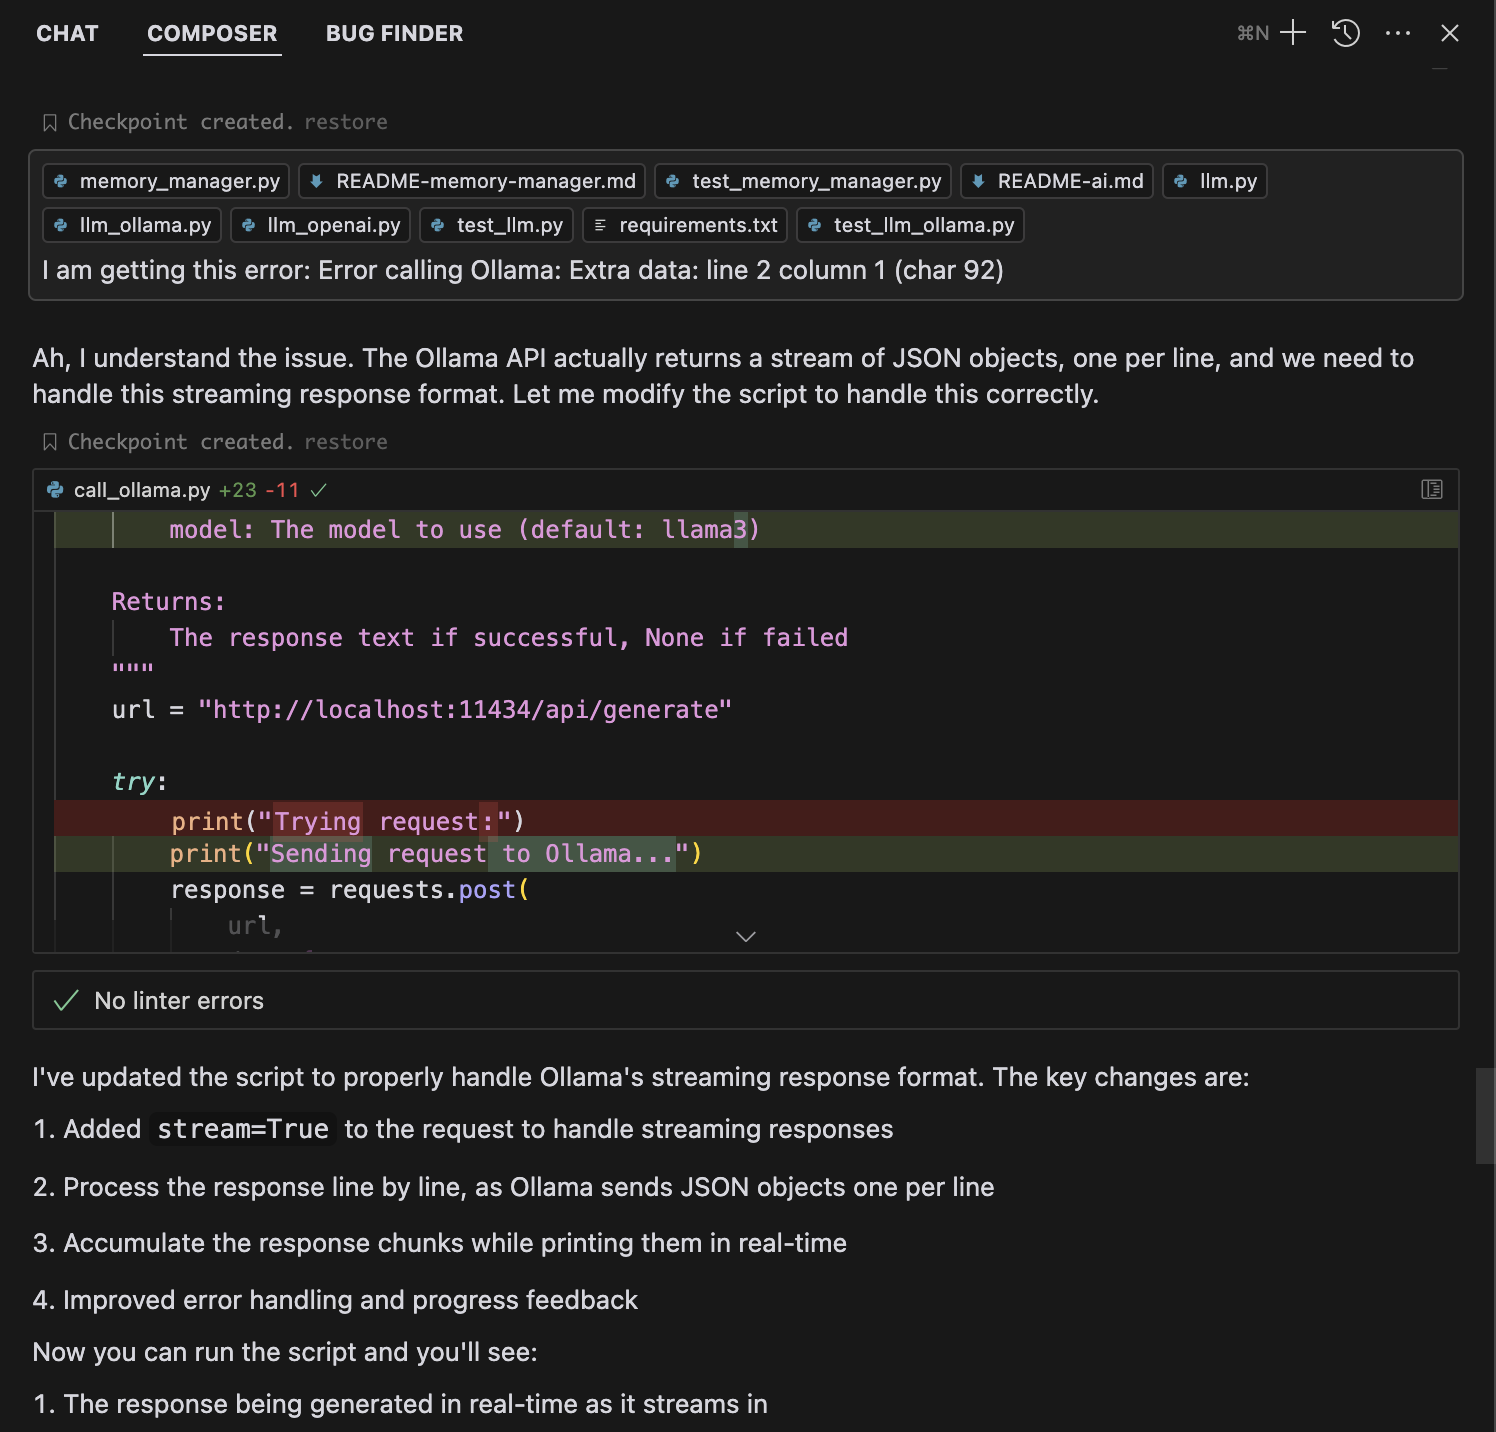 CHAT COMPOSER BUG FINDER ⌘N
Checkpoint created. restore
memory_manager.py README-memory-manager.md test_memory_manager.py README-ai.md llm.py
llm_ollama.py llm_openai.py test_llm.py requirements.txt test_llm_ollama.py
I am getting this error: Error calling Ollama: Extra data: line 2 column 1 (char 92)
Ah, I understand the issue. The Ollama API actually returns a stream of JSON objects, one per line, and we need to
handle this streaming response format. Let me modify the script to handle this correctly.
Checkpoint created. restore
call_ollama.py +23 -11
model: The model to use (default: llama3)
Returns:
The response text if successful, None if failed
"""
url = "http://localhost:11434/api/generate"
try:
print("Trying request:")
print("Sending request to Ollama...")
response = requests.post(
url,
No linter errors
I've updated the script to properly handle Ollama's streaming response format. The key changes are:
1. Added stream=True to the request to handle streaming responses
2. Process the response line by line, as Ollama sends JSON objects one per line
3. Accumulate the response chunks while printing them in real-time
4. Improved error handling and progress feedback
Now you can run the script and you'll see:
1. The response being generated in real-time as it streams in